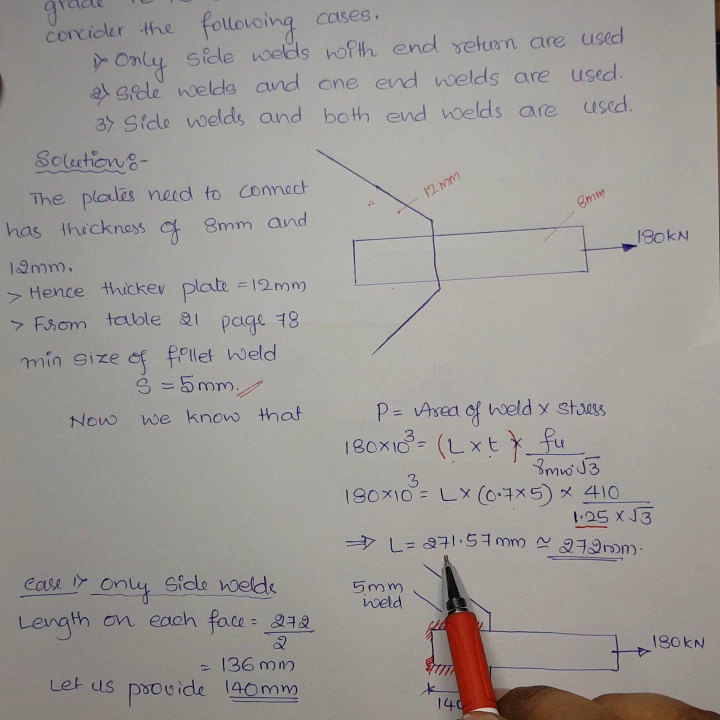 grade
concider the following cases.
1> Only side welds with end return are used
2> Side welds and one end welds are used.
3> Side welds and both end welds are used.
Solution:-
The plates need to connect
has thickness of 8mm and
12mm.
> Hence thicker plate = 12mm
> From table 21 page 78
min size of fillet weld
S = 5mm.
Now we know that
12mm
8mm
180KN
P = Area of weld x stress
180x10³ = (L x t) x fu / γmw·√3
180x10³ = L x (0.7x5) x 410 / 1.25 x √3
⇒ L = 271.57mm ≃ 272mm.
case 1> Only side welds
Length on each face = 272 / 2
= 136 mm
Let us provide 140mm
5mm
weld
180KN
140